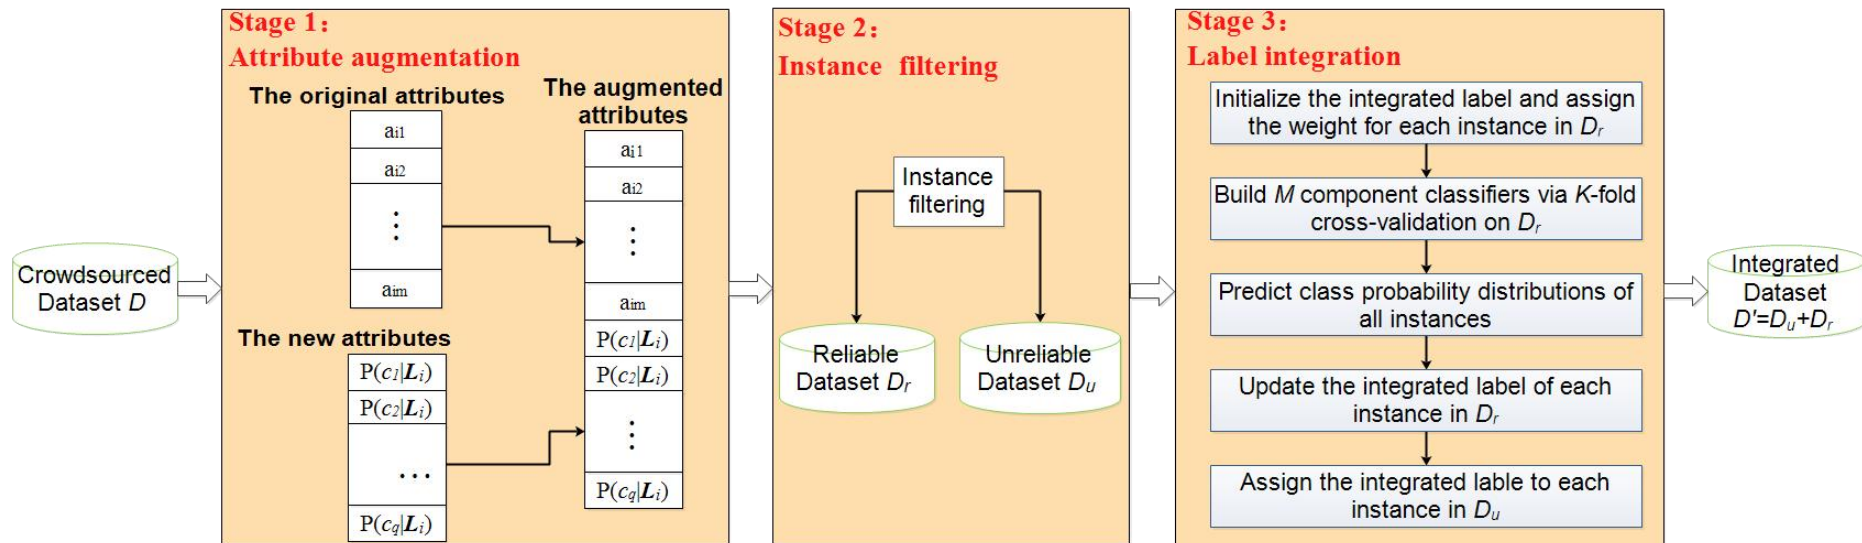 Crowdsourced
Dataset D
Stage 1：
Attribute augmentation
The original attributes
ai1
ai2
⋮
aim
The new attributes
P(c1|Li)
P(c2|Li)
…
P(cq|Li)
The augmented
attributes
ai1
ai2
⋮
aim
P(c1|Li)
P(c2|Li)
⋮
P(cq|Li)
Stage 2：
Instance filtering
Instance
filtering
Reliable
Dataset Dr
Unreliable
Dataset Du
Stage 3：
Label integration
Initialize the integrated label and assign
the weight for each instance in Dr
Build M component classifiers via K-fold
cross-validation on Dr
Predict class probability distributions of
all instances
Update the integrated label of each
instance in Dr
Assign the integrated lable to each
instance in Du
Integrated
Dataset
D'=Du+Dr